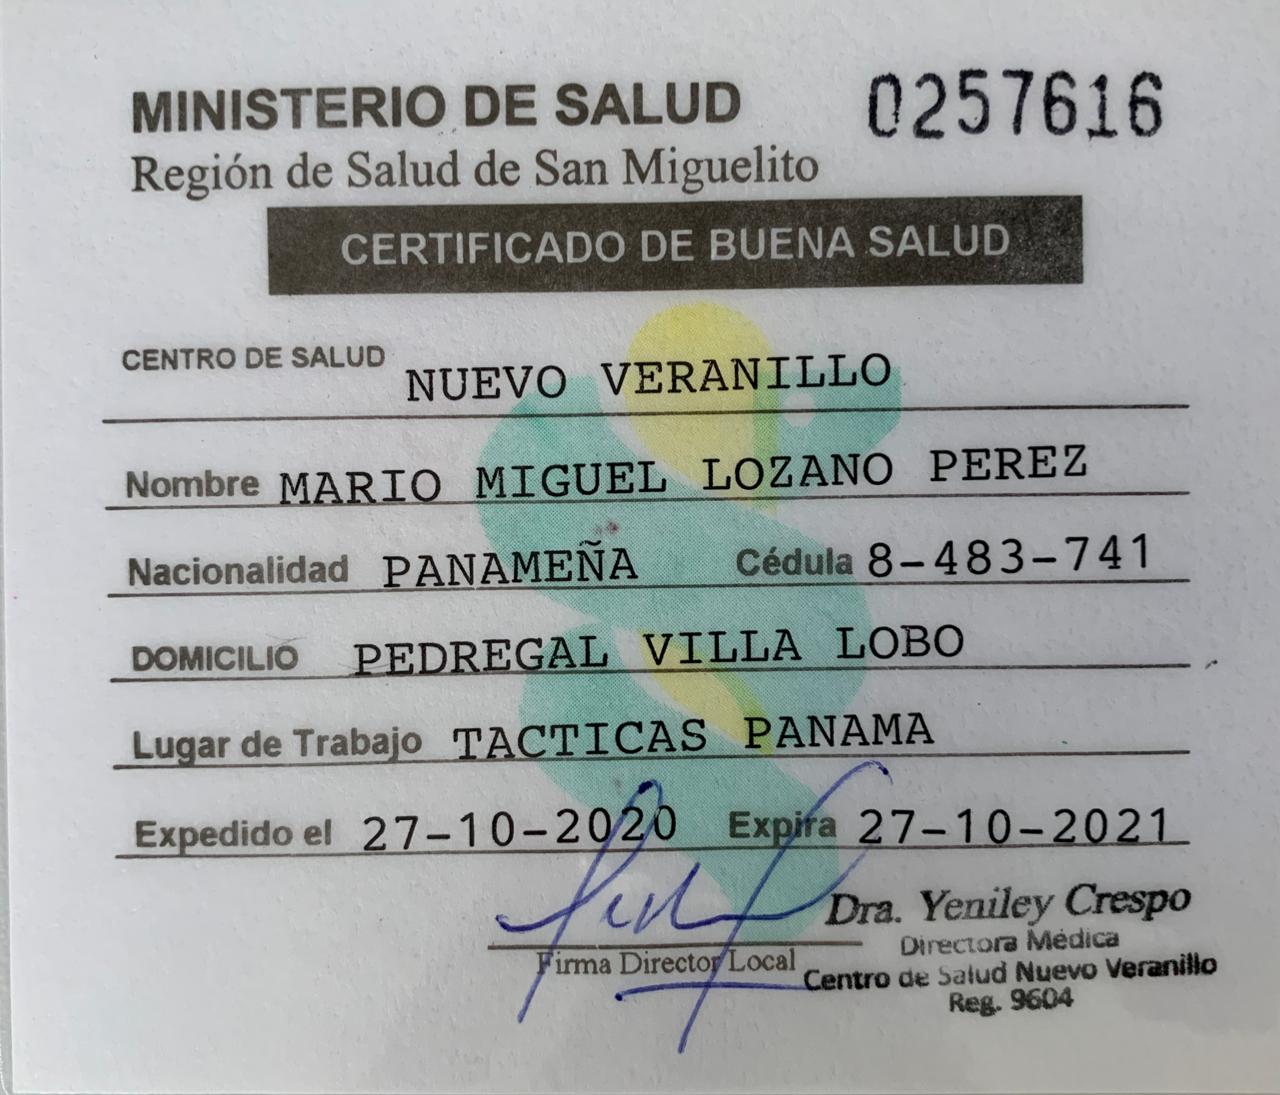 MINISTERIO DE SALUD 0257616
Región de Salud de San Miguelito
CERTIFICADO DE BUENA SALUD
CENTRO DE SALUD NUEVO VERANILLO
Nombre MARIO MIGUEL LOZANO PEREZ
Nacionalidad PANAMEÑA Cédula 8-483-741
DOMICILIO PEDREGAL VILLA LOBO
Lugar de Trabajo TACTICAS PANAMA
Expedido el 27-10-2020 Expira 27-10-2021
Firma Director Local
Dra. Yeniley Crespo
Directora Médica
Centro de Salud Nuevo Veranillo
Reg. 9604